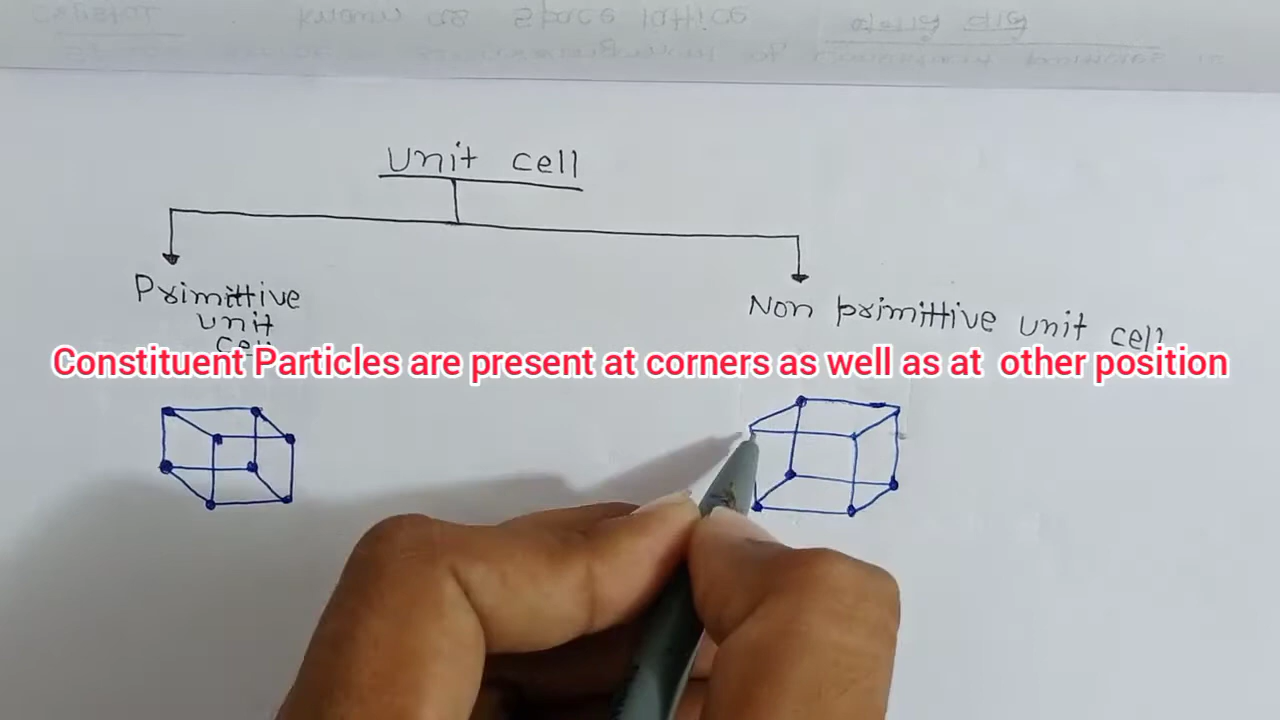 unit cell
Primittive
unit
cell
Non primittive unit cell
Constituent Particles are present at corners as well as at other position